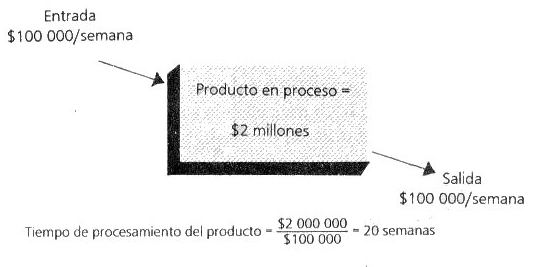 Entrada
$100 000/semana
Producto en proceso =
$2 millones
Salida
$100 000/semana
Tiempo de procesamiento del producto = $2 000 000 / $100 000 = 20 semanas